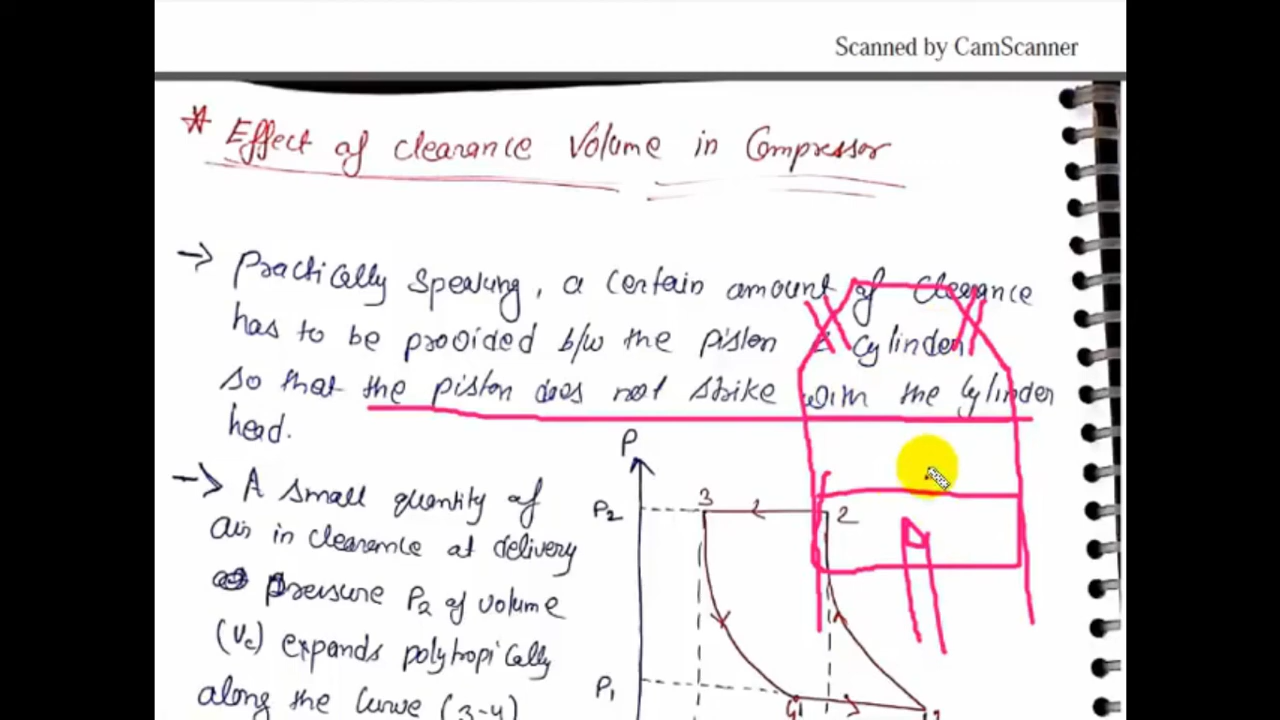 Scanned by CamScanner
* Effect of clearance Volume in Compressor
→ Practically speaking, a certain amount of clearance
has to be provided b/w the piston & cylinder
so that the piston does not strike with the cylinder
head.
→ A small quantity of
air in clearance at delivery
pressure P2 of volume
(Vc) expands polytropically
along the curve (3-4)
P
P2
3
2
P1
4
1